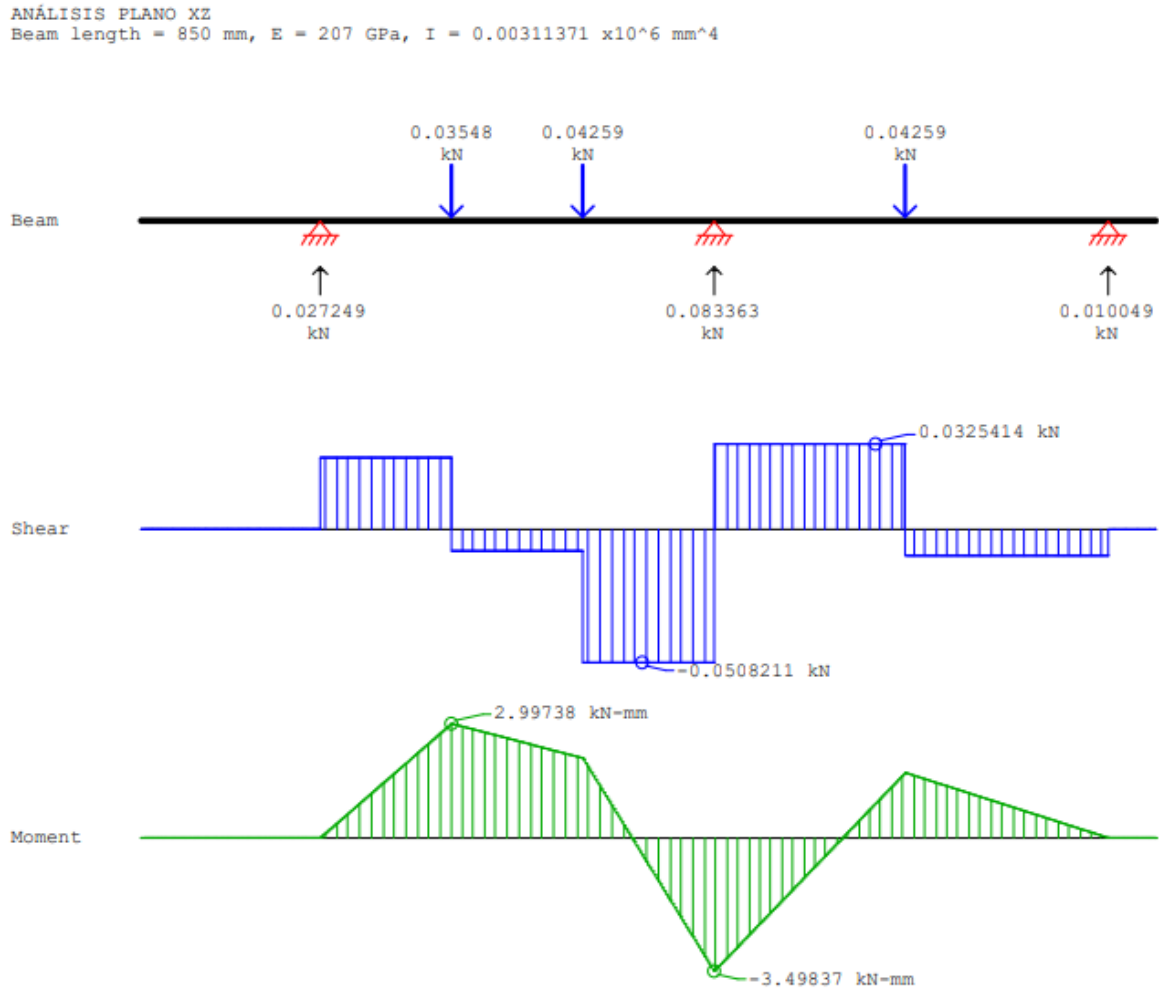 ANÁLISIS PLANO XZ
Beam length = 850 mm, E = 207 GPa, I = 0.00311371 x10^6 mm^4
0.03548 0.04259 0.04259
kN kN kN
Beam
0.027249 0.083363 0.010049
kN kN kN
0.0325414 kN
Shear
-0.0508211 kN
2.99738 kN-mm
Moment
-3.49837 kN-mm